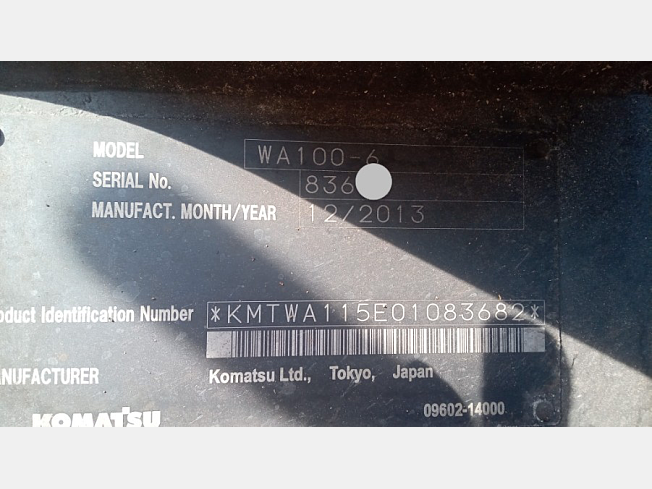 MODEL WA100-6
SERIAL No. 836
MANUFACT. MONTH/YEAR 12/2013
oduct Identification Number *KMTWA115E01083682*
ANUFACTURER Komatsu Ltd., Tokyo, Japan
09602-14000
KOMATSU